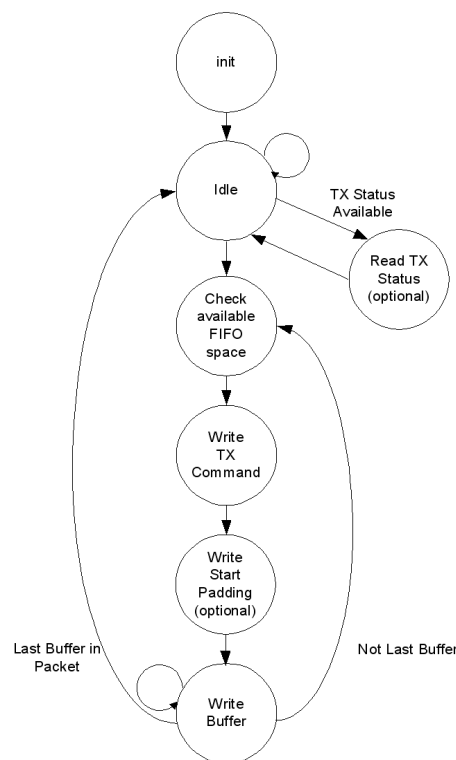 init
Idle
TX Status
Available
Read TX
Status
(optional)
Check
available
FIFO
space
Write
TX
Command
Write
Start
Padding
(optional)
Last Buffer in
Packet
Not Last Buffer
Write
Buffer